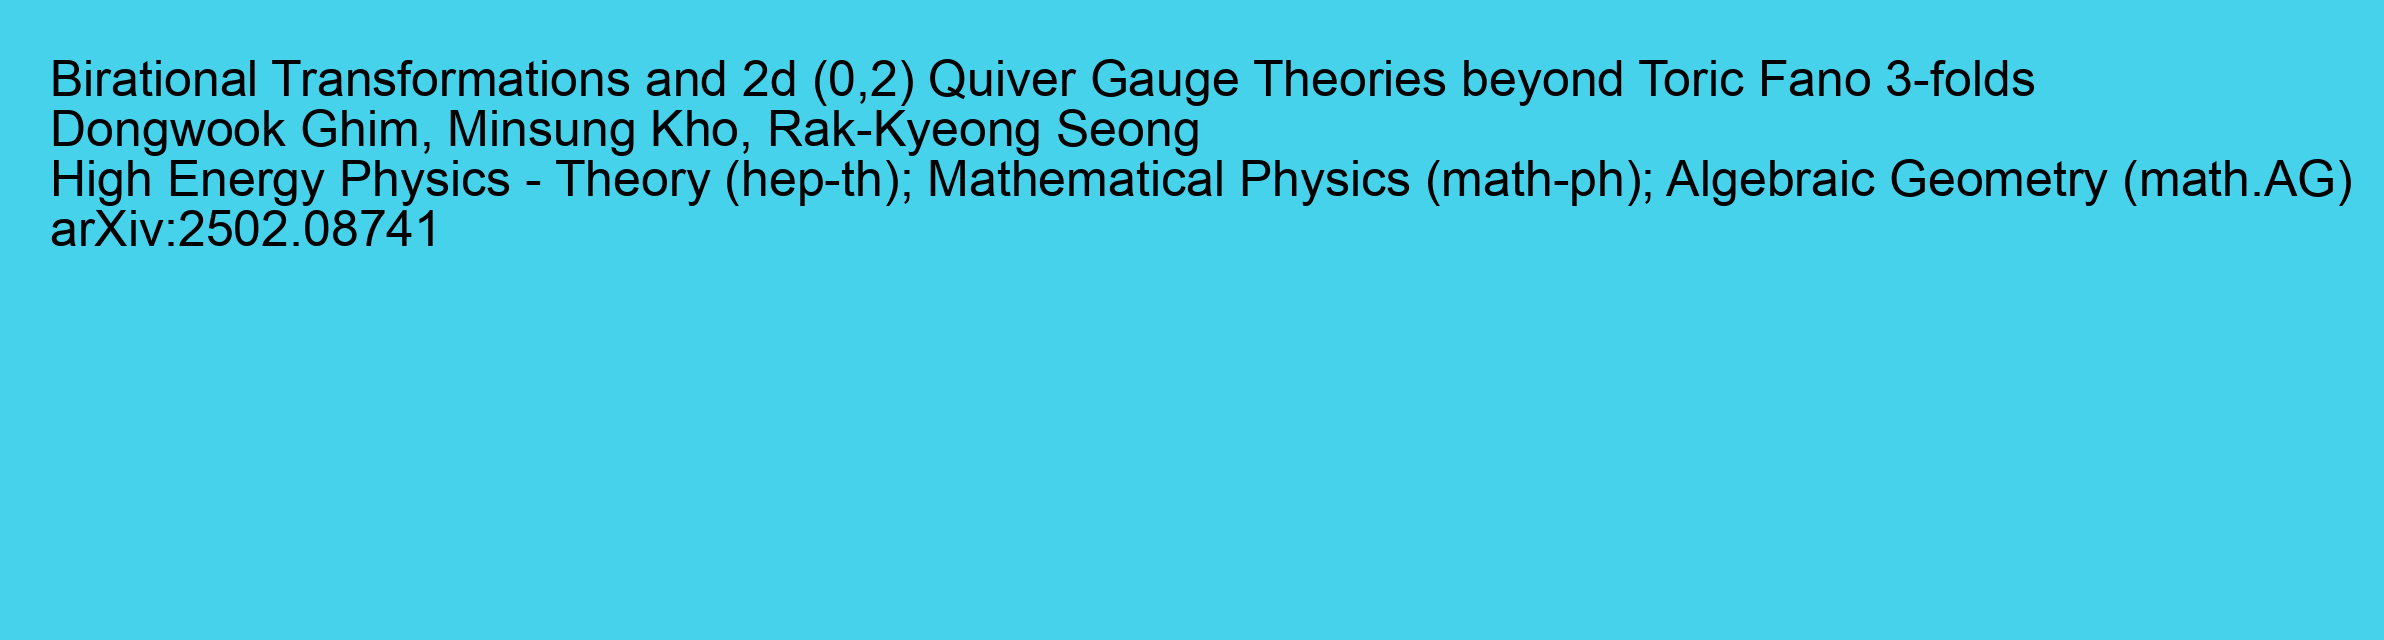 Birational Transformations and 2d (0,2) Quiver Gauge Theories beyond Toric Fano 3-folds
Dongwook Ghim, Minsung Kho, Rak-Kyeong Seong
High Energy Physics - Theory (hep-th); Mathematical Physics (math-ph); Algebraic Geometry (math.AG)
arXiv:2502.08741